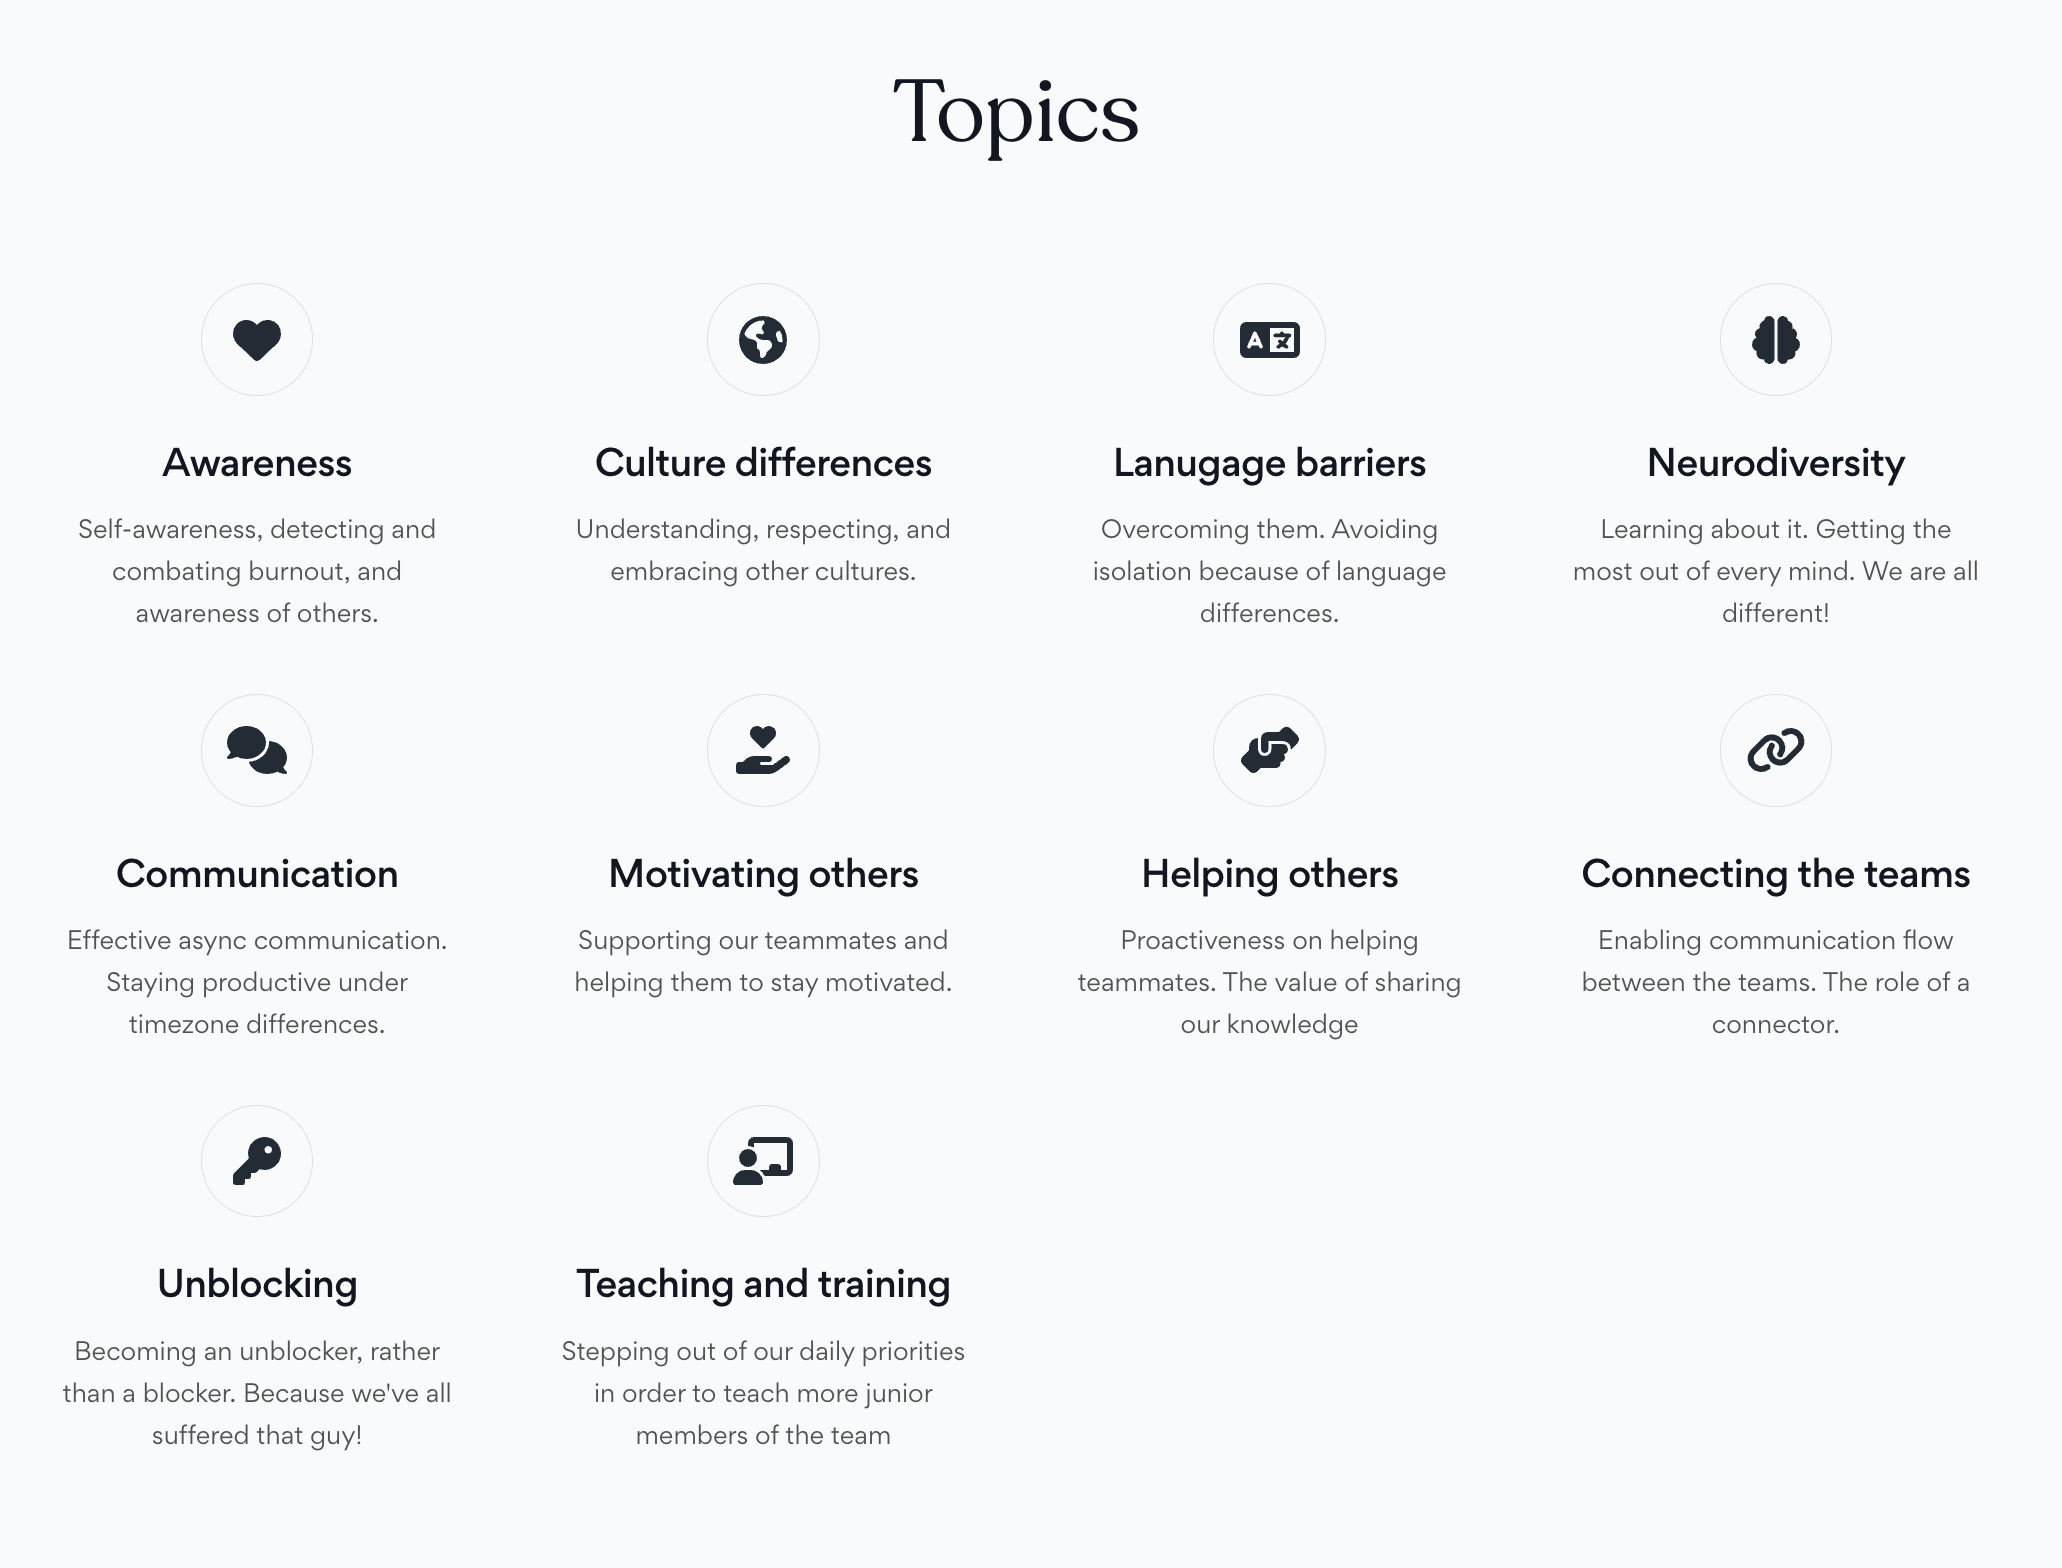 Topics
Awareness
Self-awareness, detecting and
combating burnout, and
awareness of others.
Culture differences
Understanding, respecting, and
embracing other cultures.
Lanugage barriers
Overcoming them. Avoiding
isolation because of language
differences.
Neurodiversity
Learning about it. Getting the
most out of every mind. We are all
different!
Communication
Effective async communication.
Staying productive under
timezone differences.
Motivating others
Supporting our teammates and
helping them to stay motivated.
Helping others
Proactiveness on helping
teammates. The value of sharing
our knowledge
Connecting the teams
Enabling communication flow
between the teams. The role of a
connector.
Unblocking
Becoming an unblocker, rather
than a blocker. Because we've all
suffered that guy!
Teaching and training
Stepping out of our daily priorities
in order to teach more junior
members of the team